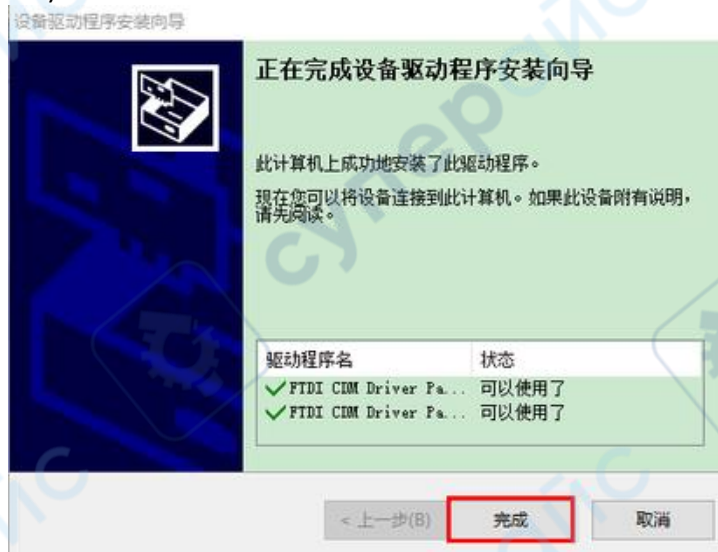 设备驱动程序安装向导
正在完成设备驱动程序安装向导
此计算机上成功地安装了此驱动程序。
现在您可以将设备连接到此计算机。如果此设备附有说明，
请先阅读。
驱动程序名 状态
FTDI CDM Driver Pa... 可以使用了
FTDI CDM Driver Pa... 可以使用了
< 上一步(B) 完成 取消
суперайс